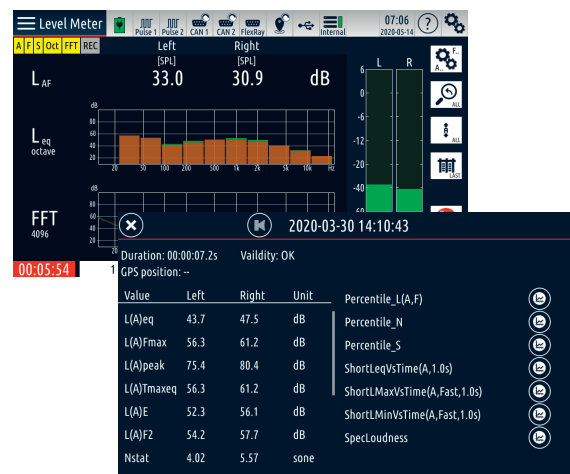 Level Meter
Pulse 1 Pulse 2 CAN 1 CAN 2 FlexRay Internal
07:06
2020-05-14
?
A F S Oct FFT REC
Left Right
[SPL] [SPL]
L AF 33.0 30.9 dB
L eq
octave
dB
80
60
40
20
20 50 100 200 500 1k 2k 5k 10k Hz
FFT
4096
dB
80
60
40
20
20
L R
6
0
-6
-12
-20
-40
-60
F..
A..
ALL
ALL
LAST
00:05:54
1
2020-03-30 14:10:43
Duration: 00:00:07.2s Vaildity: OK
GPS position: --
Value Left Right Unit
L(A)eq 43.7 47.5 dB
L(A)Fmax 56.3 61.2 dB
L(A)peak 75.4 80.4 dB
L(A)Tmaxeq 56.3 61.2 dB
L(A)E 52.3 56.1 dB
L(A)F2 54.2 57.7 dB
Nstat 4.02 5.57 sone
Percentile_L(A,F)
Percentile_N
Percentile_S
ShortLeqVsTime(A,1.0s)
ShortLMaxVsTime(A,Fast,1.0s)
ShortLMinVsTime(A,Fast,1.0s)
SpecLoudness